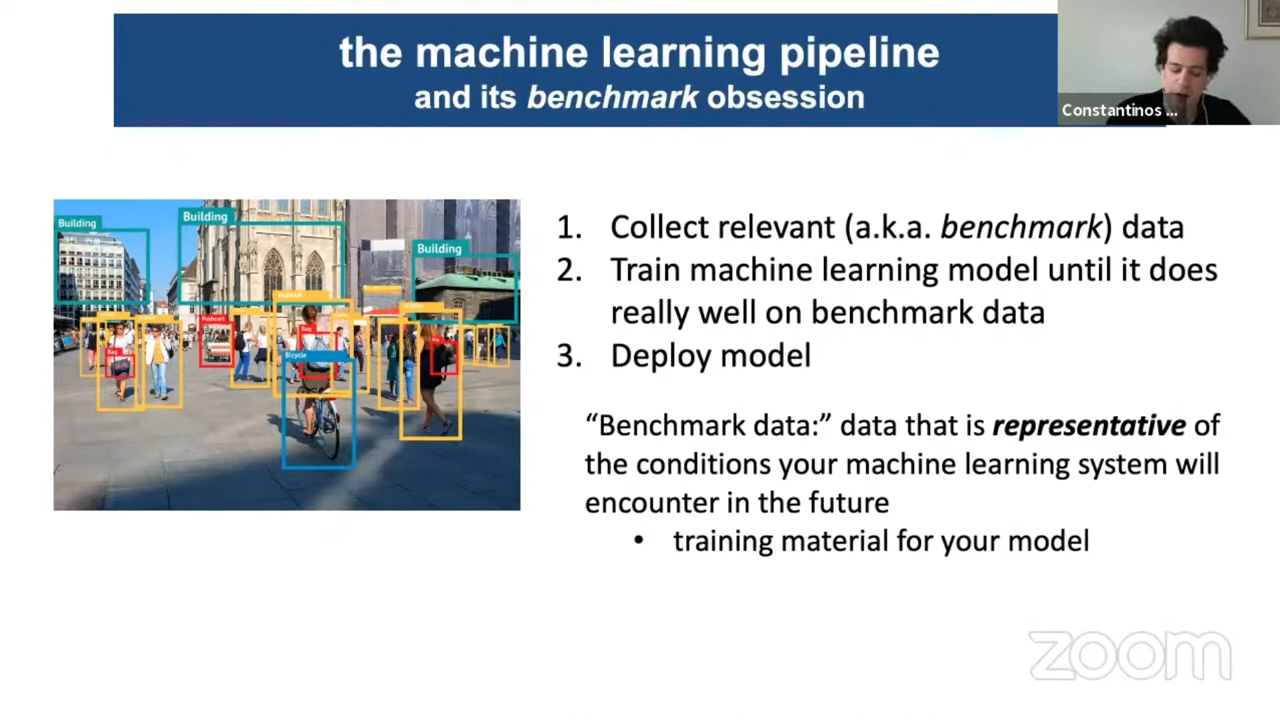 the machine learning pipeline
and its benchmark obsession
Constantinos ...
Building
Building
Building
Pushcart
Bag
Bag
Bicycle
1. Collect relevant (a.k.a. benchmark) data
2. Train machine learning model until it does
really well on benchmark data
3. Deploy model
“Benchmark data:” data that is representative of
the conditions your machine learning system will
encounter in the future
• training material for your model
zoom